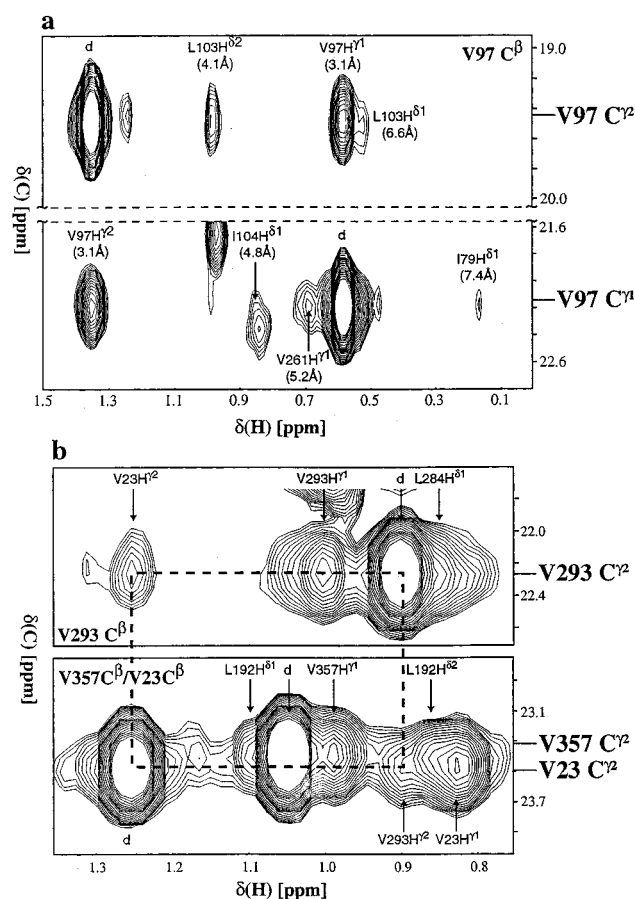 a
d
L103Hδ2
(4.1Å)
V97Hγ1
(3.1Å)
V97 Cβ
19.0
L103Hδ1
(6.6Å)
V97 Cγ2
20.0
δ(C) [ppm]
21.6
V97Hγ2
(3.1Å)
I104Hδ1
(4.8Å)
d
I79Hδ1
(7.4Å)
V97 Cγ1
V261Hγ1
(5.2Å)
22.6
1.5 1.3 1.1 0.9 0.7 0.5 0.3 0.1
δ(H) [ppm]
b
V23Hγ2
V293Hγ1
d
L284Hδ1
22.0
V293 Cγ2
22.4
V293 Cβ
δ(C) [ppm]
V357Cβ/V23Cβ
L192Hδ1
d
V357Hγ1
L192Hδ2
23.1
V357 Cγ2
V23 Cγ2
23.7
d
V293Hγ2
V23Hγ1
1.3 1.2 1.1 1.0 0.9 0.8
δ(H) [ppm]